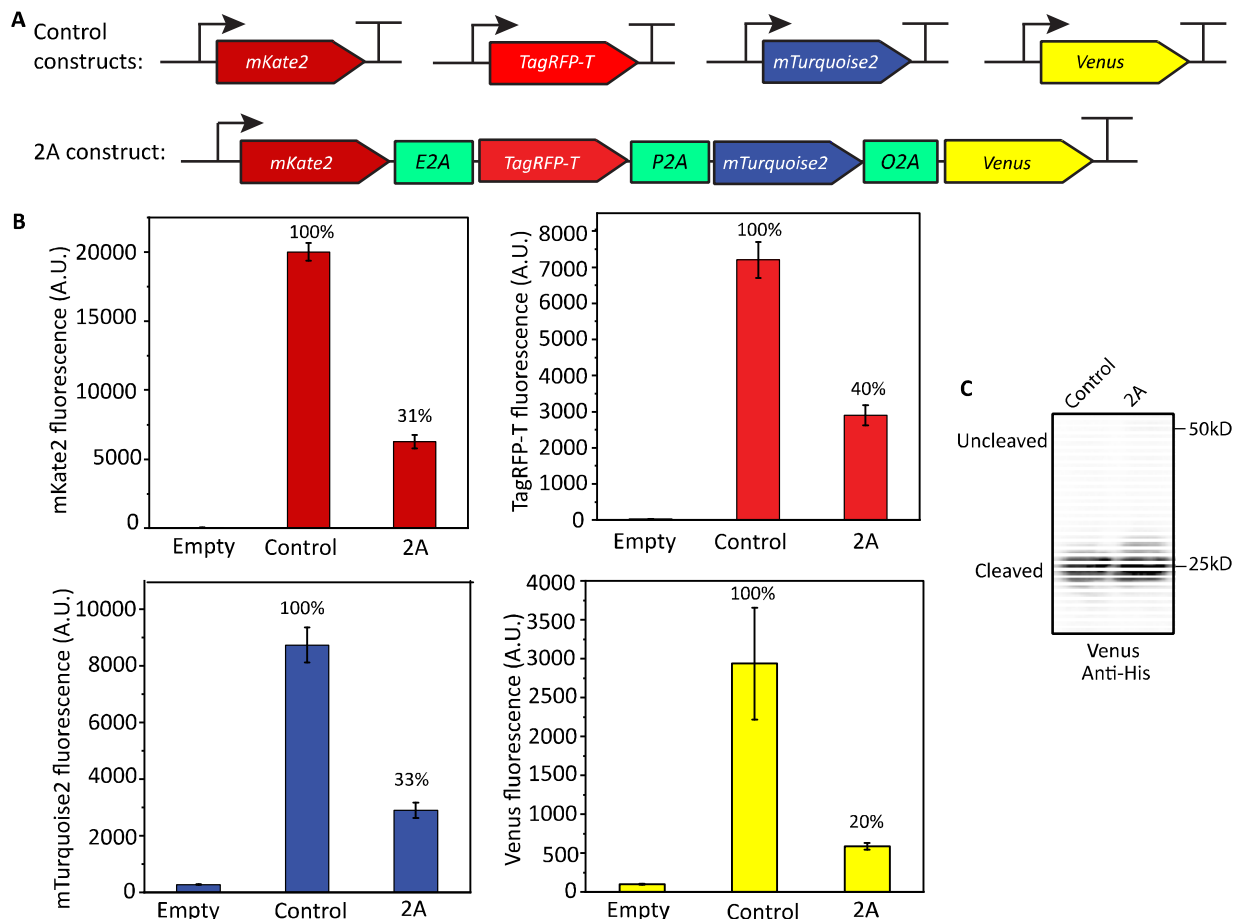 A
Control
constructs:
mKate2
TagRFP-T
mTurquoise2
Venus
2A construct:
mKate2
E2A
TagRFP-T
P2A
mTurquoise2
O2A
Venus
B
mKate2 fluorescence (A.U.)
20000
15000
10000
5000
0
100%
31%
Empty
Control
2A
TagRFP-T fluorescence (A.U.)
8000
7000
6000
5000
4000
3000
2000
1000
0
100%
40%
Empty
Control
2A
mTurquoise2 fluorescence (A.U.)
10000
8000
6000
4000
2000
0
100%
33%
Empty
Control
2A
Venus fluorescence (A.U.)
4000
3500
3000
2500
2000
1500
1000
500
0
100%
20%
Empty
Control
2A
C
Control
2A
Uncleaved
50kD
Cleaved
25kD
Venus
Anti-His